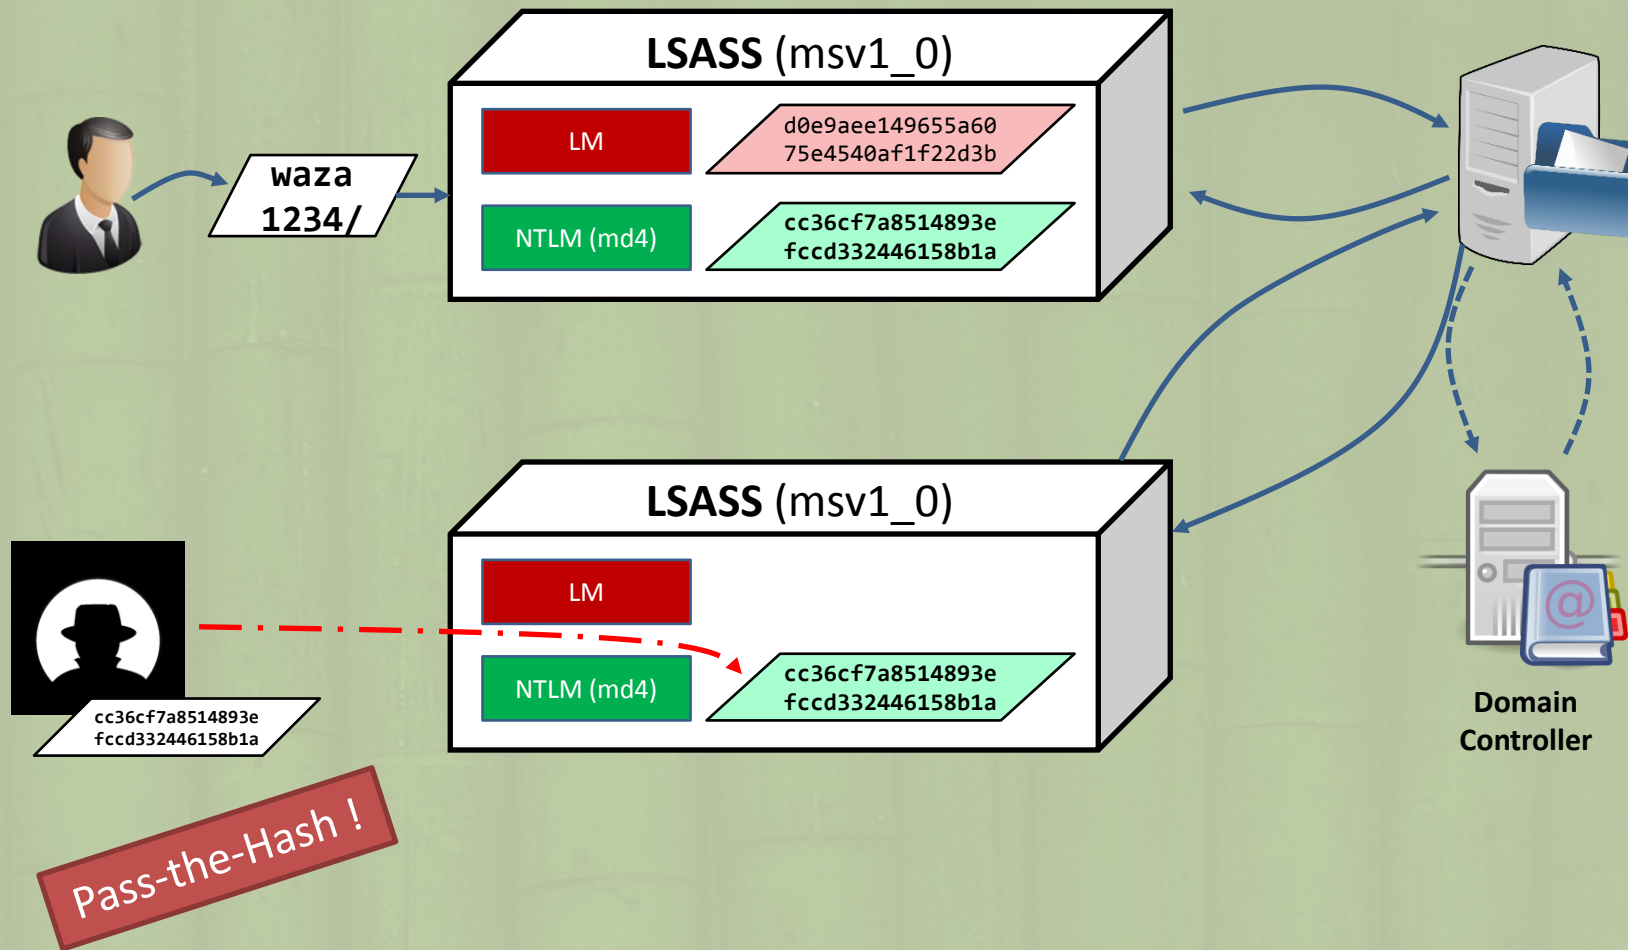 LSASS (msv1_0)
LM
d0e9aee149655a60
75e4540af1f22d3b
waza
1234/
NTLM (md4)
cc36cf7a8514893e
fccd332446158b1a
LSASS (msv1_0)
LM
NTLM (md4)
cc36cf7a8514893e
fccd332446158b1a
@
cc36cf7a8514893e
fccd332446158b1a
Domain
Controller
Pass-the-Hash !